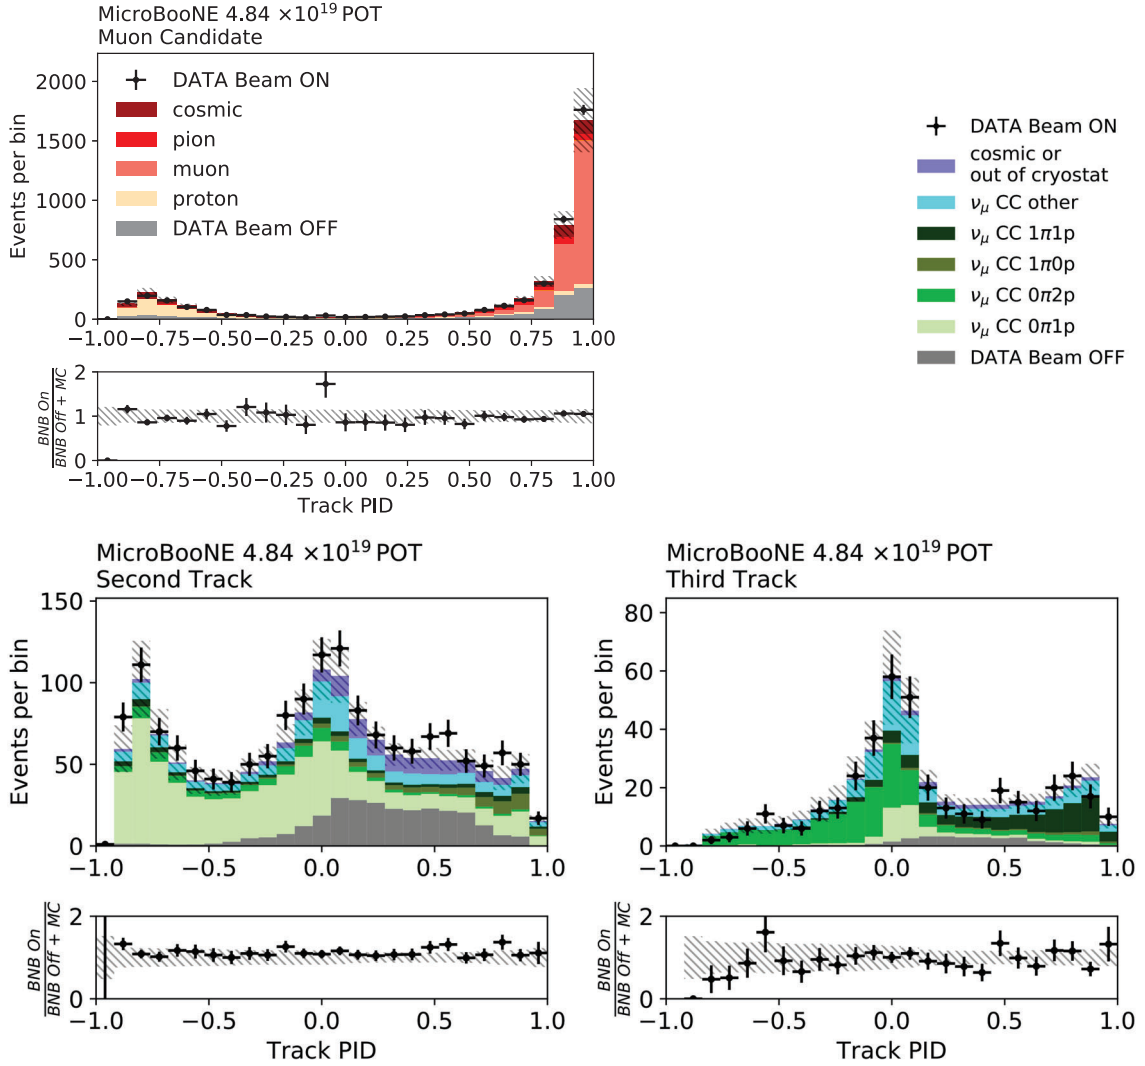 MicroBooNE 4.84 ×10¹⁹ POT
Muon Candidate
Events per bin
2000
1500
1000
500
0
DATA Beam ON
cosmic
pion
muon
proton
DATA Beam OFF
−1.00 −0.75 −0.50 −0.25 0.00 0.25 0.50 0.75 1.00
BNB On
BNB Off + MC
2
1
0
−1.00 −0.75 −0.50 −0.25 0.00 0.25 0.50 0.75 1.00
Track PID
DATA Beam ON
cosmic or
out of cryostat
νμ CC other
νμ CC 1π1p
νμ CC 1π0p
νμ CC 0π2p
νμ CC 0π1p
DATA Beam OFF
MicroBooNE 4.84 ×10¹⁹ POT
Second Track
Events per bin
150
100
50
0
−1.0 −0.5 0.0 0.5 1.0
BNB On
BNB Off + MC
2
1
0
−1.0 −0.5 0.0 0.5 1.0
Track PID
MicroBooNE 4.84 ×10¹⁹ POT
Third Track
Events per bin
80
60
40
20
0
−1.0 −0.5 0.0 0.5 1.0
BNB On
BNB Off + MC
2
1
0
−1.0 −0.5 0.0 0.5 1.0
Track PID